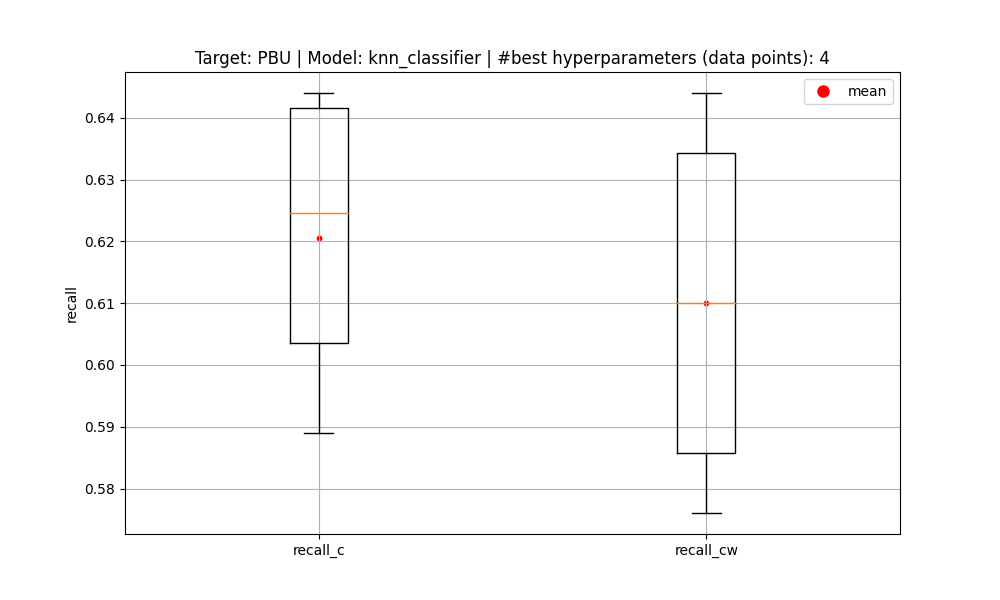 Target: PBU | Model: knn_classifier | #best hyperparameters (data points): 4
mean
0.64
0.63
0.62
0.61
0.60
0.59
0.58
recall
recall_c
recall_cw